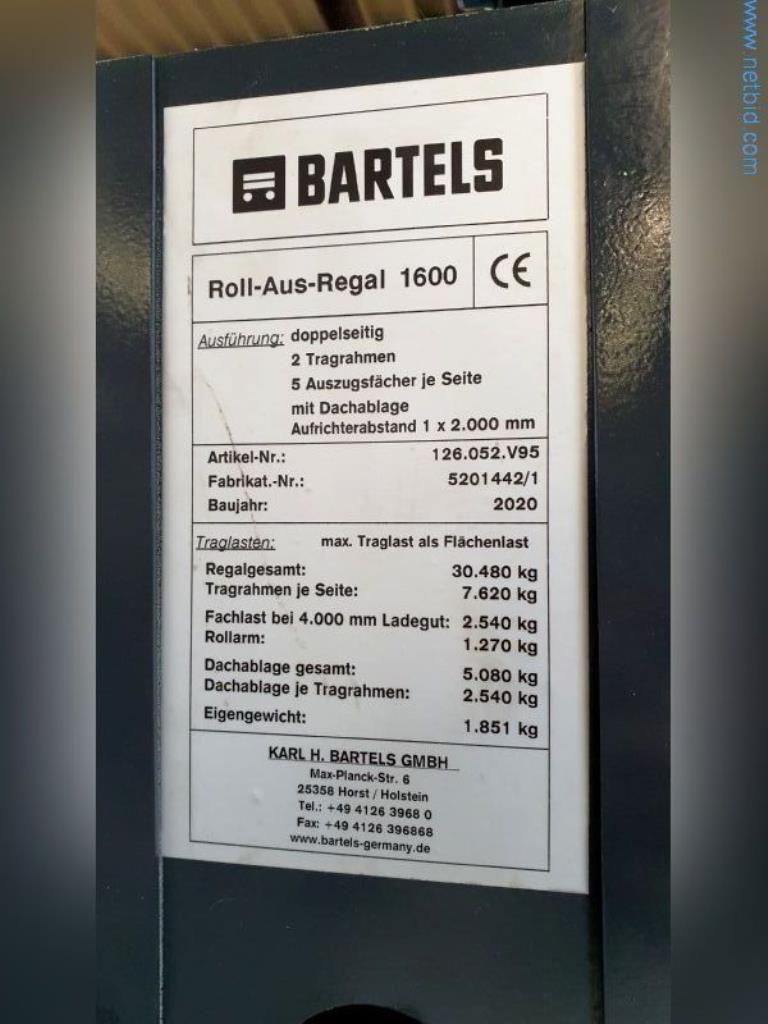 www.netbid.com
BARTELS
Roll-Aus-Regal 1600 CE
Ausführung: doppelseitig
2 Tragrahmen
5 Auszugsfächer je Seite
mit Dachablage
Aufrichterabstand 1 x 2.000 mm
Artikel-Nr.: 126.052.V95
Fabrikat.-Nr.: 5201442/1
Baujahr: 2020
Traglasten: max. Traglast als Flächenlast
Regalgesamt: 30.480 kg
Tragrahmen je Seite: 7.620 kg
Fachlast bei 4.000 mm Ladegut: 2.540 kg
Rollarm: 1.270 kg
Dachablage gesamt: 5.080 kg
Dachablage je Tragrahmen: 2.540 kg
Eigengewicht: 1.851 kg
KARL H. BARTELS GMBH
Max-Planck-Str. 6
25358 Horst / Holstein
Tel.: +49 4126 3968 0
Fax: +49 4126 396868
www.bartels-germany.de